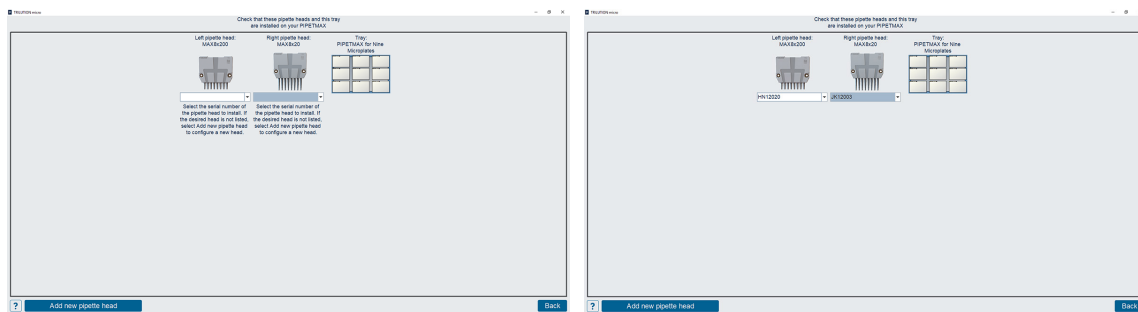 TRILUTION micro
Check that these pipette heads and this tray
are installed on your PIPETMAX
Left pipette head:
MAX8x200
Right pipette head:
MAX8x20
Tray:
PIPETMAX for Nine
Microplates
Select the serial number of
the pipette head to install. If
the desired head is not listed,
select Add new pipette head
to configure a new head.
Select the serial number of
the pipette head to install. If
the desired head is not listed,
select Add new pipette head
to configure a new head.
?
Add new pipette head
Back
TRILUTION micro
Check that these pipette heads and this tray
are installed on your PIPETMAX
Left pipette head:
MAX8x200
Right pipette head:
MAX8x20
Tray:
PIPETMAX for Nine
Microplates
HN12020
JK12003
?
Add new pipette head
Back